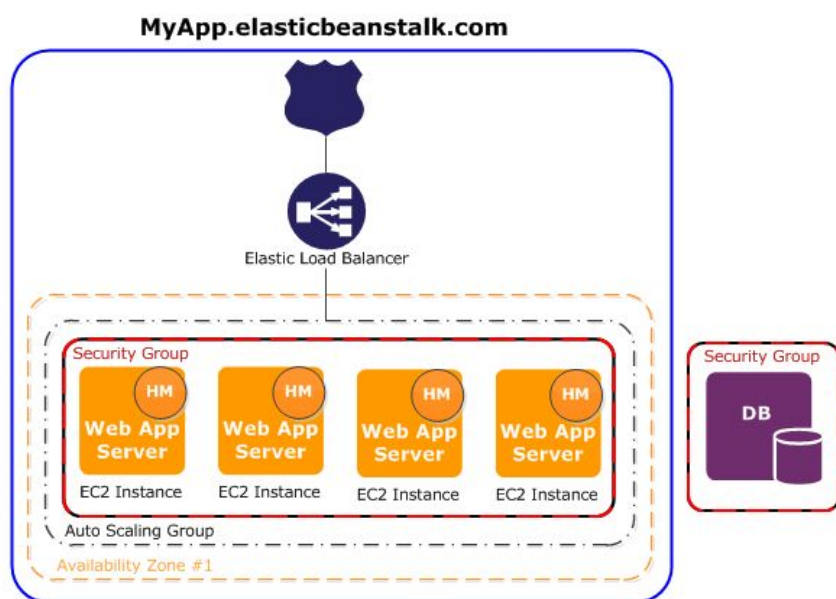 MyApp.elasticbeanstalk.com
Elastic Load Balancer
Security Group
HM
Web App
Server
EC2 Instance
HM
Web App
Server
EC2 Instance
HM
Web App
Server
EC2 Instance
HM
Web App
Server
EC2 Instance
Auto Scaling Group
Availability Zone #1
Security Group
DB